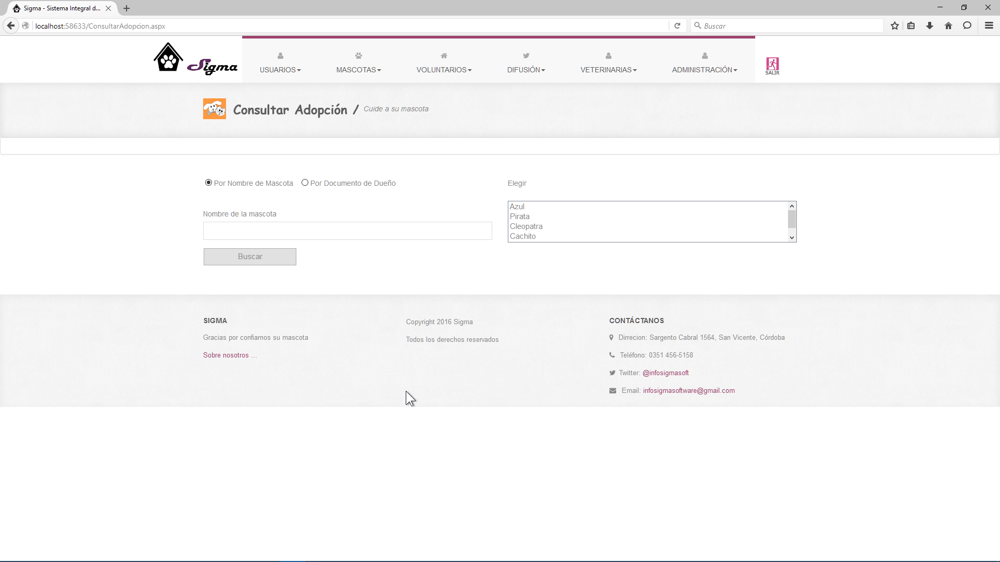 Sigma - Sistema Integral d...
localhost:58633/ConsultarAdopcion.aspx
Buscar
Sigma
USUARIOS
MASCOTAS
VOLUNTARIOS
DIFUSIÓN
VETERINARIAS
ADMINISTRACIÓN
SALIR
Consultar Adopción / Cuide a su mascota
Por Nombre de Mascota
Por Documento de Dueño
Nombre de la mascota
Buscar
Elegir
Azul
Pirata
Cleopatra
Cachito
SIGMA
Gracias por confiarnos su mascota
Sobre nosotros ...
Copyright 2016 Sigma
Todos los derechos reservados
CONTÁCTANOS
Dirrecion: Sargento Cabral 1564, San Vicente, Córdoba
Teléfono: 0351 456-5158
Twitter: @infosigmasoft
Email: infosigmasoftware@gmail.com